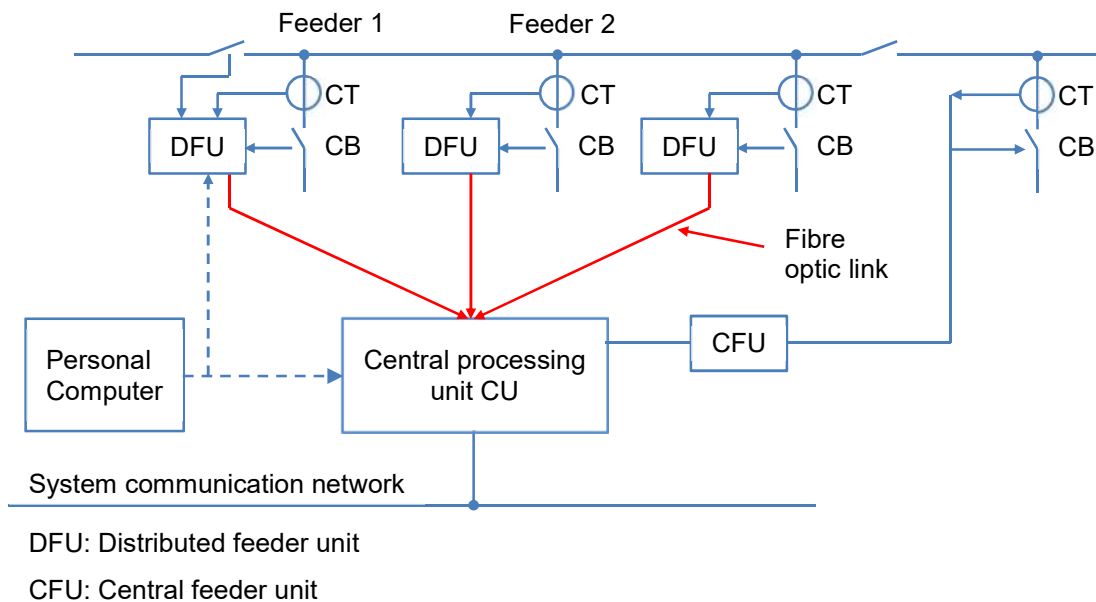 Feeder 1
Feeder 2
CT
CT
CT
CT
DFU
CB
DFU
CB
DFU
CB
CB
Fibre
optic link
Personal
Computer
Central processing
unit CU
CFU
System communication network
DFU: Distributed feeder unit
CFU: Central feeder unit